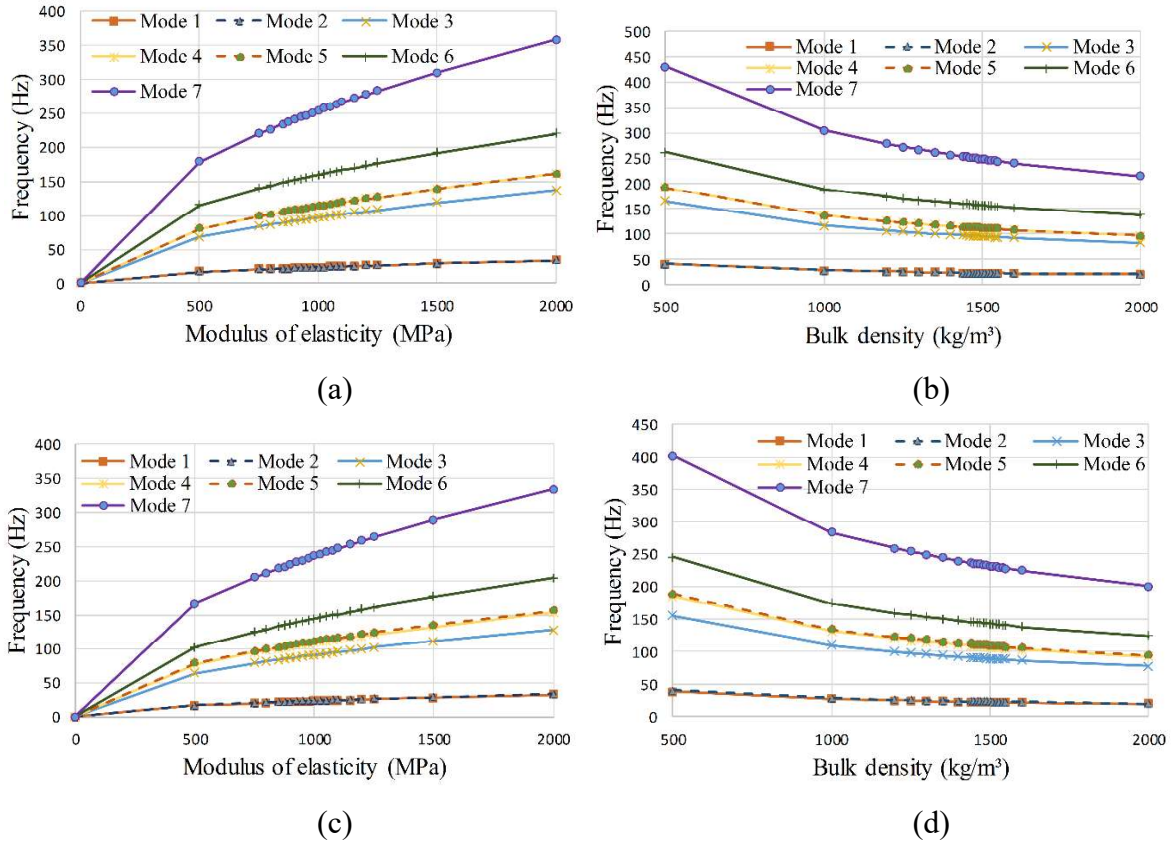 400
350
300
250
200
150
100
50
0
Frequency (Hz)
Mode 1 Mode 2 Mode 3
Mode 4 Mode 5 Mode 6
Mode 7
0 500 1000 1500 2000
Modulus of elasticity (MPa)
(a)
500
450
400
350
300
250
200
150
100
50
0
Frequency (Hz)
Mode 1 Mode 2 Mode 3
Mode 4 Mode 5 Mode 6
Mode 7
500 1000 1500 2000
Bulk density (kg/m³)
(b)
400
350
300
250
200
150
100
50
0
Frequency (Hz)
Mode 1 Mode 2 Mode 3
Mode 4 Mode 5 Mode 6
Mode 7
0 500 1000 1500 2000
Modulus of elasticity (MPa)
(c)
450
400
350
300
250
200
150
100
50
0
Frequency (Hz)
Mode 1 Mode 2 Mode 3
Mode 4 Mode 5 Mode 6
Mode 7
500 1000 1500 2000
Bulk density (kg/m³)
(d)